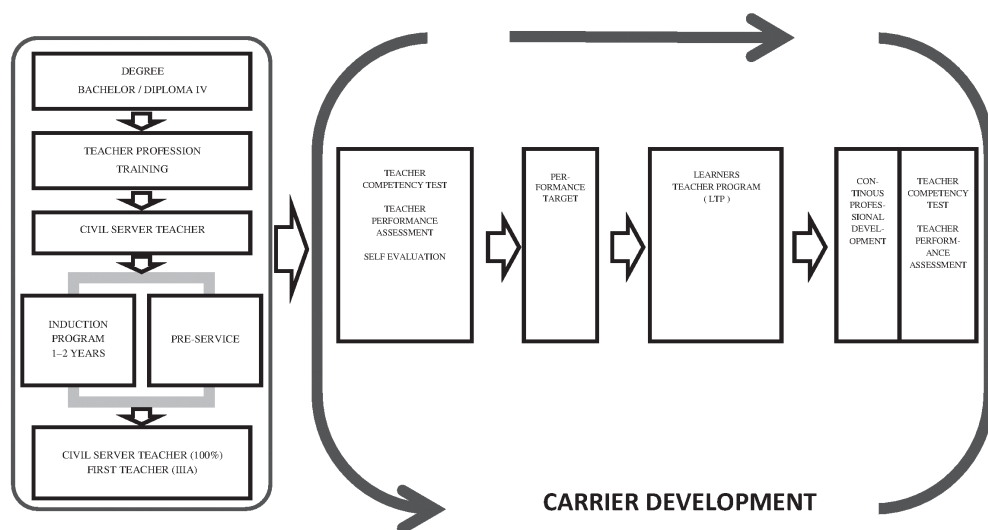 DEGREE
BACHELOR / DIPLOMA IV
TEACHER PROFESSION
TRAINING
CIVIL SERVER TEACHER
INDUCTION
PROGRAM
1–2 YEARS
PRE-SERVICE
CIVIL SERVER TEACHER (100%)
FIRST TEACHER (IIIA)
TEACHER
COMPETENCY TEST
TEACHER
PERFORMANCE
ASSESSMENT
SELF EVALUATION
PER-
FORMANCE
TARGET
LEARNERS
TEACHER PROGRAM
( LTP )
CON-
TINOUS
PROFES-
SIONAL
DEVEL-
OPMENT
TEACHER
COMPETENCY
TEST
TEACHER
PERFORM-
ANCE
ASSESSMENT
CARRIER DEVELOPMENT